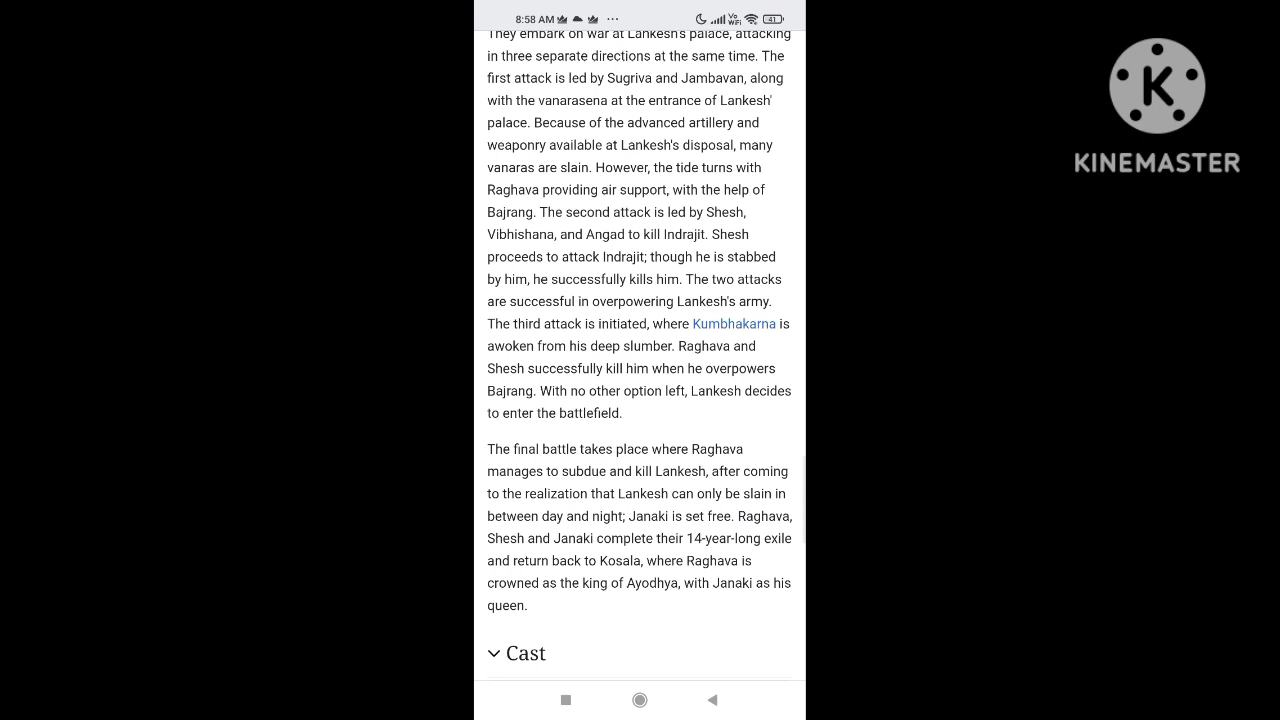 8:58 AM ...
Vo
WiFi
41
They embark on war at Lankesh's palace, attacking
in three separate directions at the same time. The
first attack is led by Sugriva and Jambavan, along
with the vanarasena at the entrance of Lankesh'
palace. Because of the advanced artillery and
weaponry available at Lankesh's disposal, many
vanaras are slain. However, the tide turns with
Raghava providing air support, with the help of
Bajrang. The second attack is led by Shesh,
Vibhishana, and Angad to kill Indrajit. Shesh
proceeds to attack Indrajit; though he is stabbed
by him, he successfully kills him. The two attacks
are successful in overpowering Lankesh's army.
The third attack is initiated, where Kumbhakarna is
awoken from his deep slumber. Raghava and
Shesh successfully kill him when he overpowers
Bajrang. With no other option left, Lankesh decides
to enter the battlefield.
The final battle takes place where Raghava
manages to subdue and kill Lankesh, after coming
to the realization that Lankesh can only be slain in
between day and night; Janaki is set free. Raghava,
Shesh and Janaki complete their 14-year-long exile
and return back to Kosala, where Raghava is
crowned as the king of Ayodhya, with Janaki as his
queen.
Cast
K
KINEMASTER